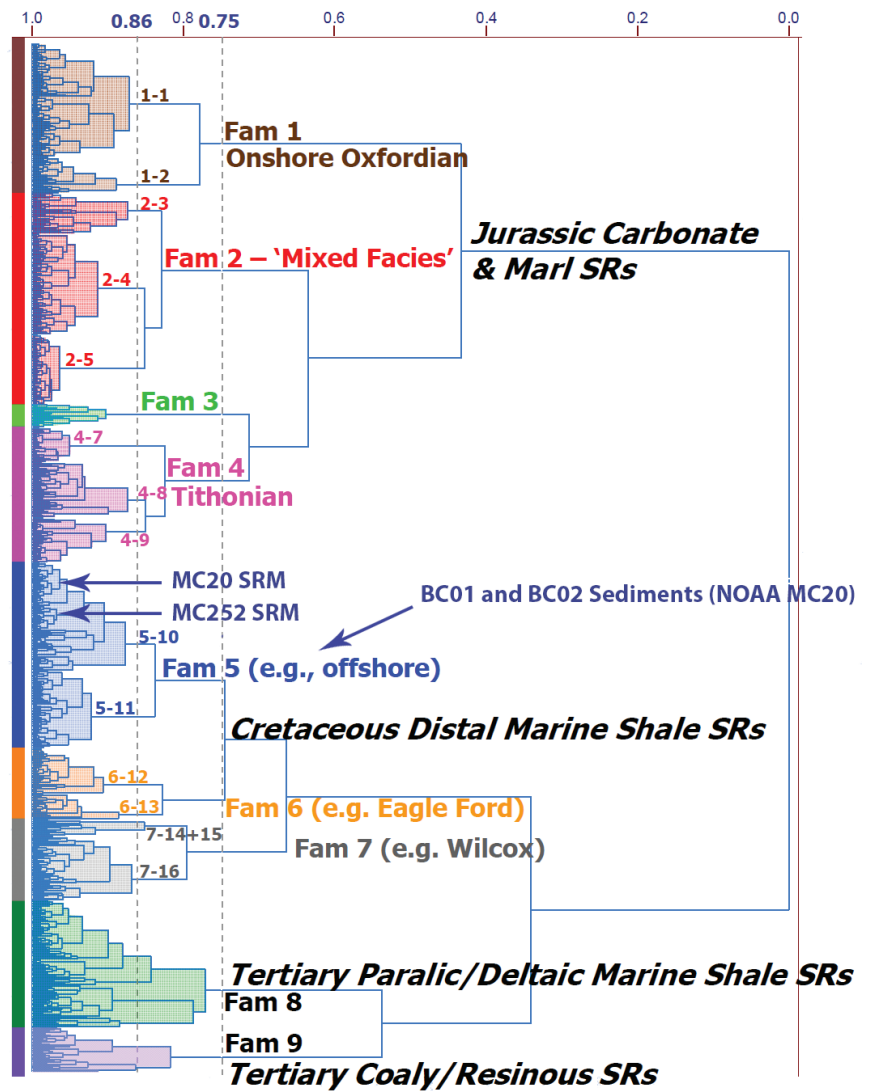 1.0 0.86 0.8 0.75 0.6 0.4 0.2 0.0
1-1
Fam 1
Onshore Oxfordian
1-2
2-3
Jurassic Carbonate
& Marl SRs
Fam 2 – ‘Mixed Facies’
2-4
2-5
Fam 3
4-7
Fam 4
Tithonian
4-8
4-9
MC20 SRM
BC01 and BC02 Sediments (NOAA MC20)
MC252 SRM
5-10
Fam 5 (e.g., offshore)
5-11
Cretaceous Distal Marine Shale SRs
6-12
6-13
Fam 6 (e.g. Eagle Ford)
7-14+15
Fam 7 (e.g. Wilcox)
7-16
Tertiary Paralic/Deltaic Marine Shale SRs
Fam 8
Fam 9
Tertiary Coaly/Resinous SRs